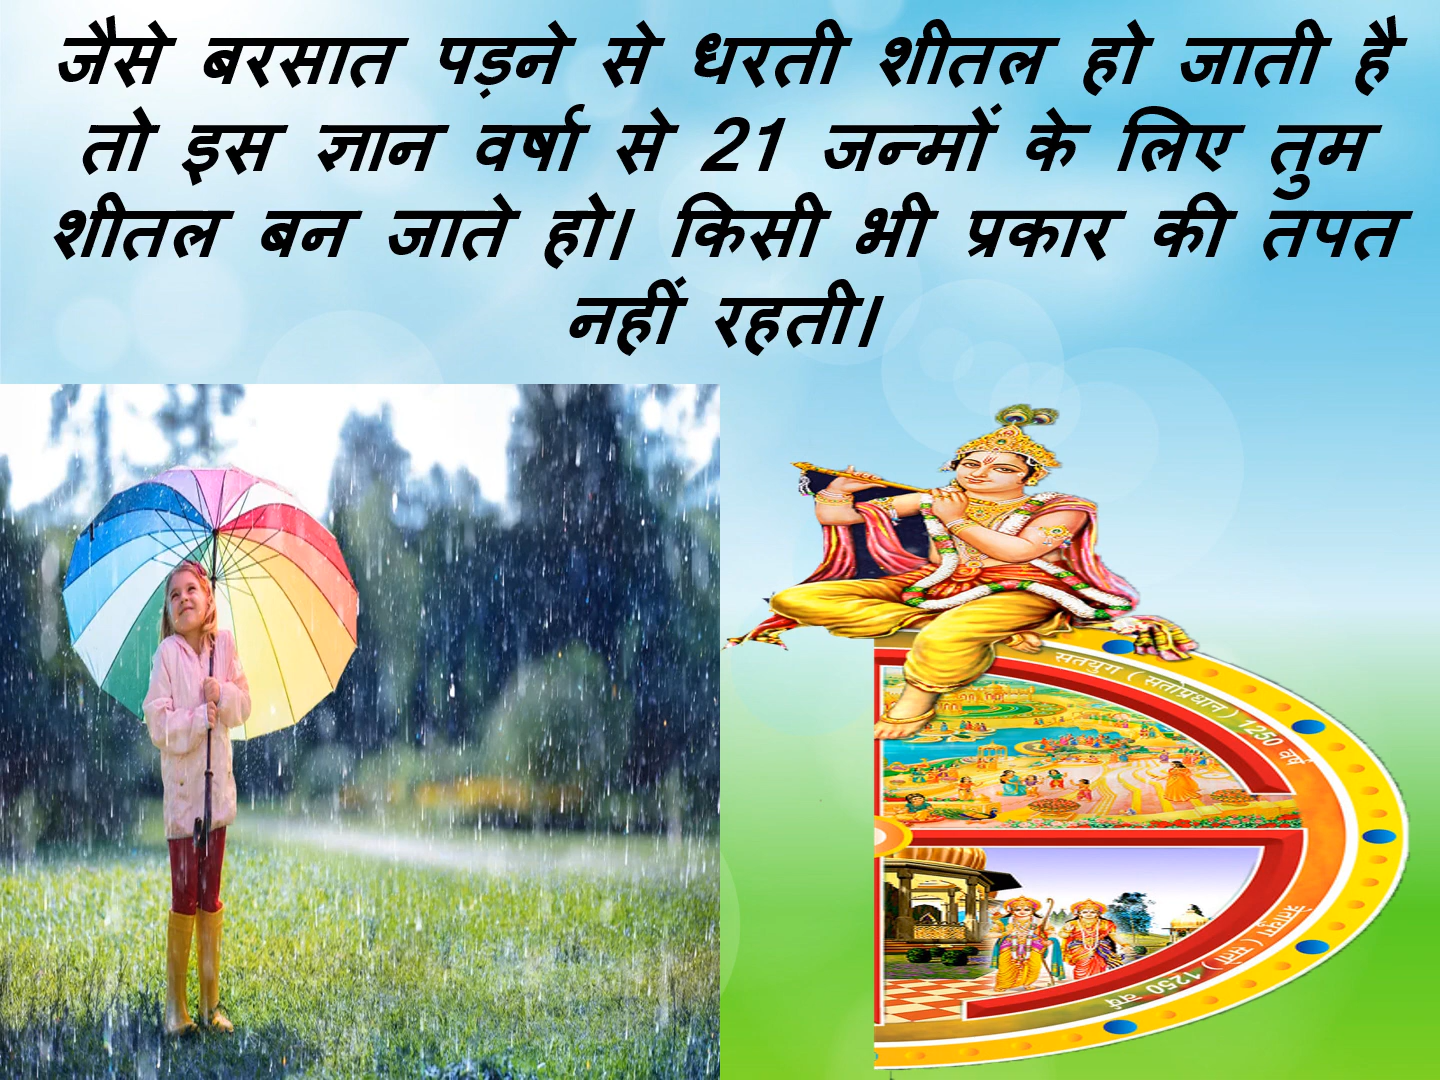 जैसे बरसात पड़ने से धरती शीतल हो जाती है
तो इस ज्ञान वर्षा से 21 जन्मों के लिए तुम
शीतल बन जाते हो। किसी भी प्रकार की तपत
नहीं रहती।
सतयुग ( सतोप्रधान ) 1250 वर्ष
त्रेतायुग ( सतो ) 1250 वर्ष